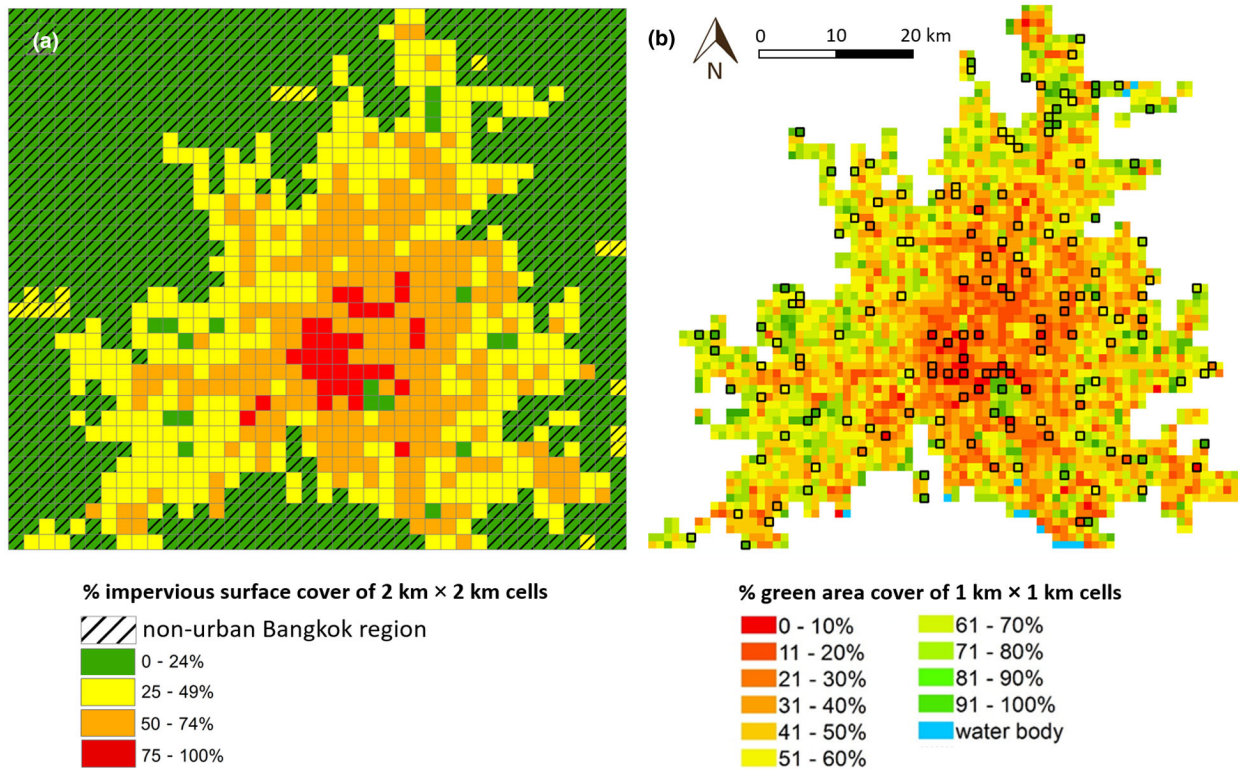 (a)
(b)
0 10 20 km
N
% impervious surface cover of 2 km × 2 km cells
non-urban Bangkok region
0 - 24%
25 - 49%
50 - 74%
75 - 100%
% green area cover of 1 km × 1 km cells
0 - 10%
11 - 20%
21 - 30%
31 - 40%
41 - 50%
51 - 60%
61 - 70%
71 - 80%
81 - 90%
91 - 100%
water body